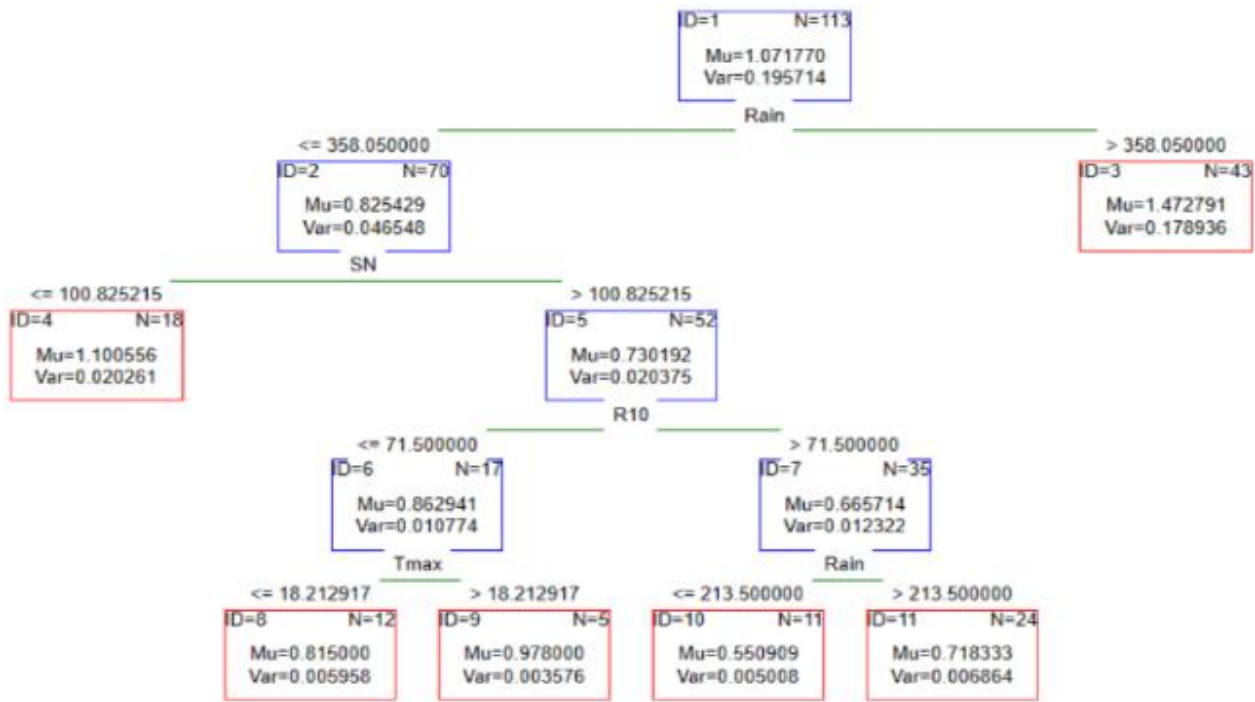 ID=1 N=113
Mu=1.071770
Var=0.195714
Rain
<= 358.050000 > 358.050000
ID=2 N=70 ID=3 N=43
Mu=0.825429 Mu=1.472791
Var=0.046548 Var=0.178936
SN
<= 100.825215 > 100.825215
ID=4 N=18 ID=5 N=52
Mu=1.100556 Mu=0.730192
Var=0.020261 Var=0.020375
R10
<= 71.500000 > 71.500000
ID=6 N=17 ID=7 N=35
Mu=0.862941 Mu=0.665714
Var=0.010774 Var=0.012322
Tmax Rain
<= 18.212917 > 18.212917 <= 213.500000 > 213.500000
ID=8 N=12 ID=9 N=5 ID=10 N=11 ID=11 N=24
Mu=0.815000 Mu=0.978000 Mu=0.550909 Mu=0.718333
Var=0.005958 Var=0.003576 Var=0.005008 Var=0.006864